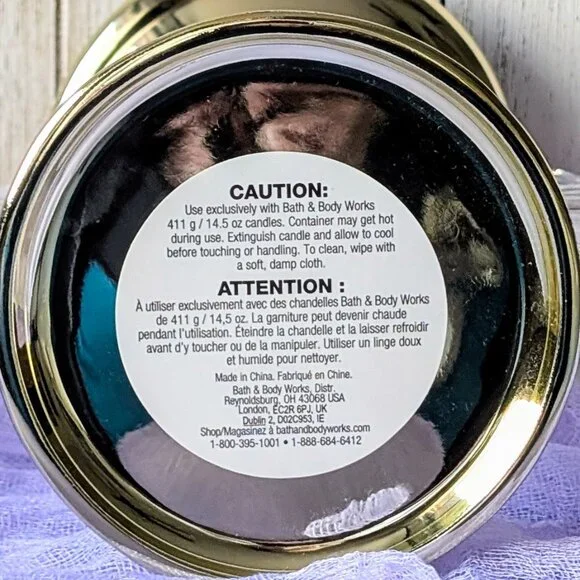 CAUTION:
Use exclusively with Bath & Body Works
411 g / 14.5 oz candles. Container may get hot
during use. Extinguish candle and allow to cool
before touching or handling. To clean, wipe with
a soft, damp cloth.
ATTENTION :
À utiliser exclusivement avec des chandelles Bath & Body Works
de 411 g / 14,5 oz. La garniture peut devenir chaude
pendant l'utilisation. Éteindre la chandelle et la laisser refroidir
avant d'y toucher ou de la manipuler. Utiliser un linge doux
et humide pour nettoyer.
Made in China. Fabriqué en Chine.
Bath & Body Works, Distr.
Reynoldsburg, OH 43068 USA
London, EC2R 6PJ, UK
Dublin 2, D02C953, IE
Shop/Magasinez à bathandbodyworks.com
1-800-395-1001 • 1-888-684-6412